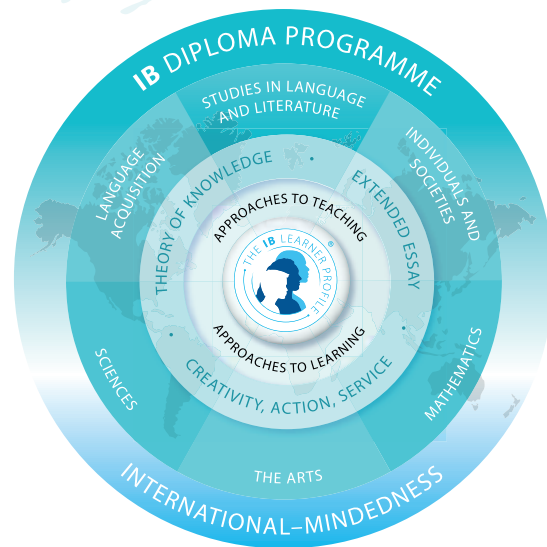 IB DIPLOMA PROGRAMME
STUDIES IN LANGUAGE
AND LITERATURE
LANGUAGE
ACQUISITION
INDIVIDUALS AND
SOCIETIES
THEORY OF KNOWLEDGE
EXTENDED ESSAY
APPROACHES TO TEACHING
THE IB LEARNER PROFILE
®
APPROACHES TO LEARNING
CREATIVITY, ACTION, SERVICE
SCIENCES
MATHEMATICS
THE ARTS
INTERNATIONAL–MINDEDNESS